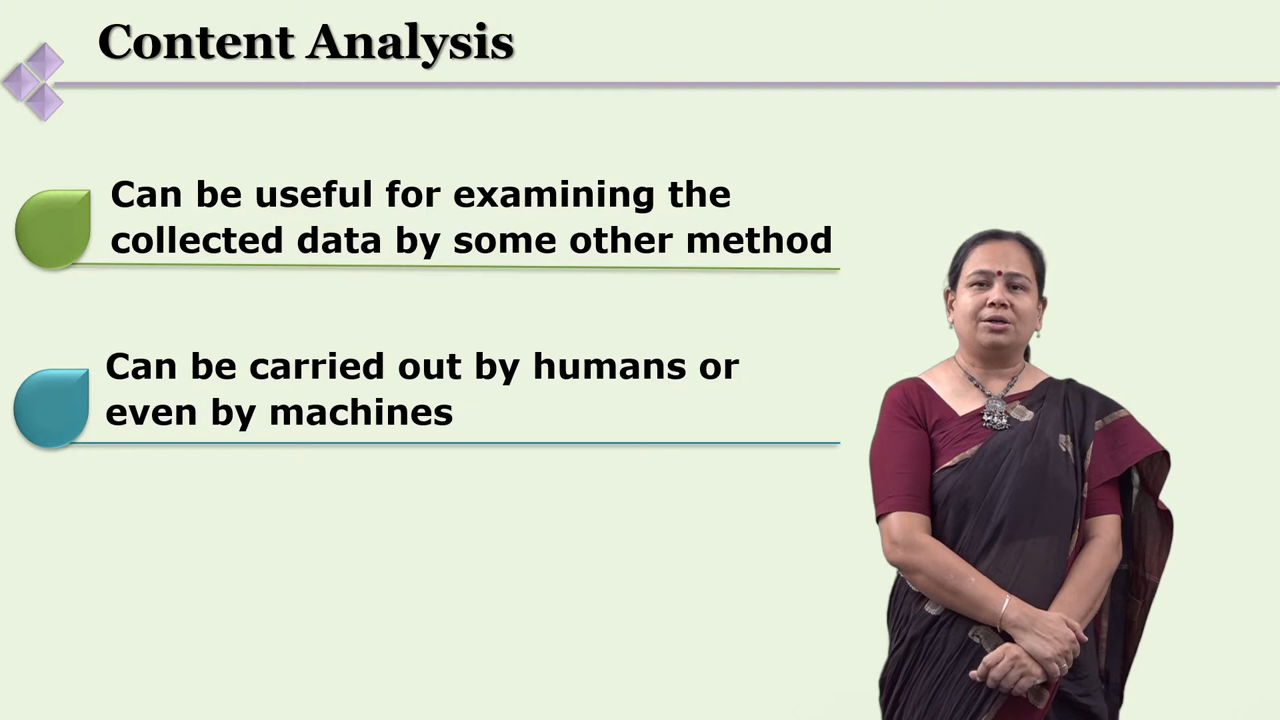 Content Analysis
Can be useful for examining the
collected data by some other method
Can be carried out by humans or
even by machines